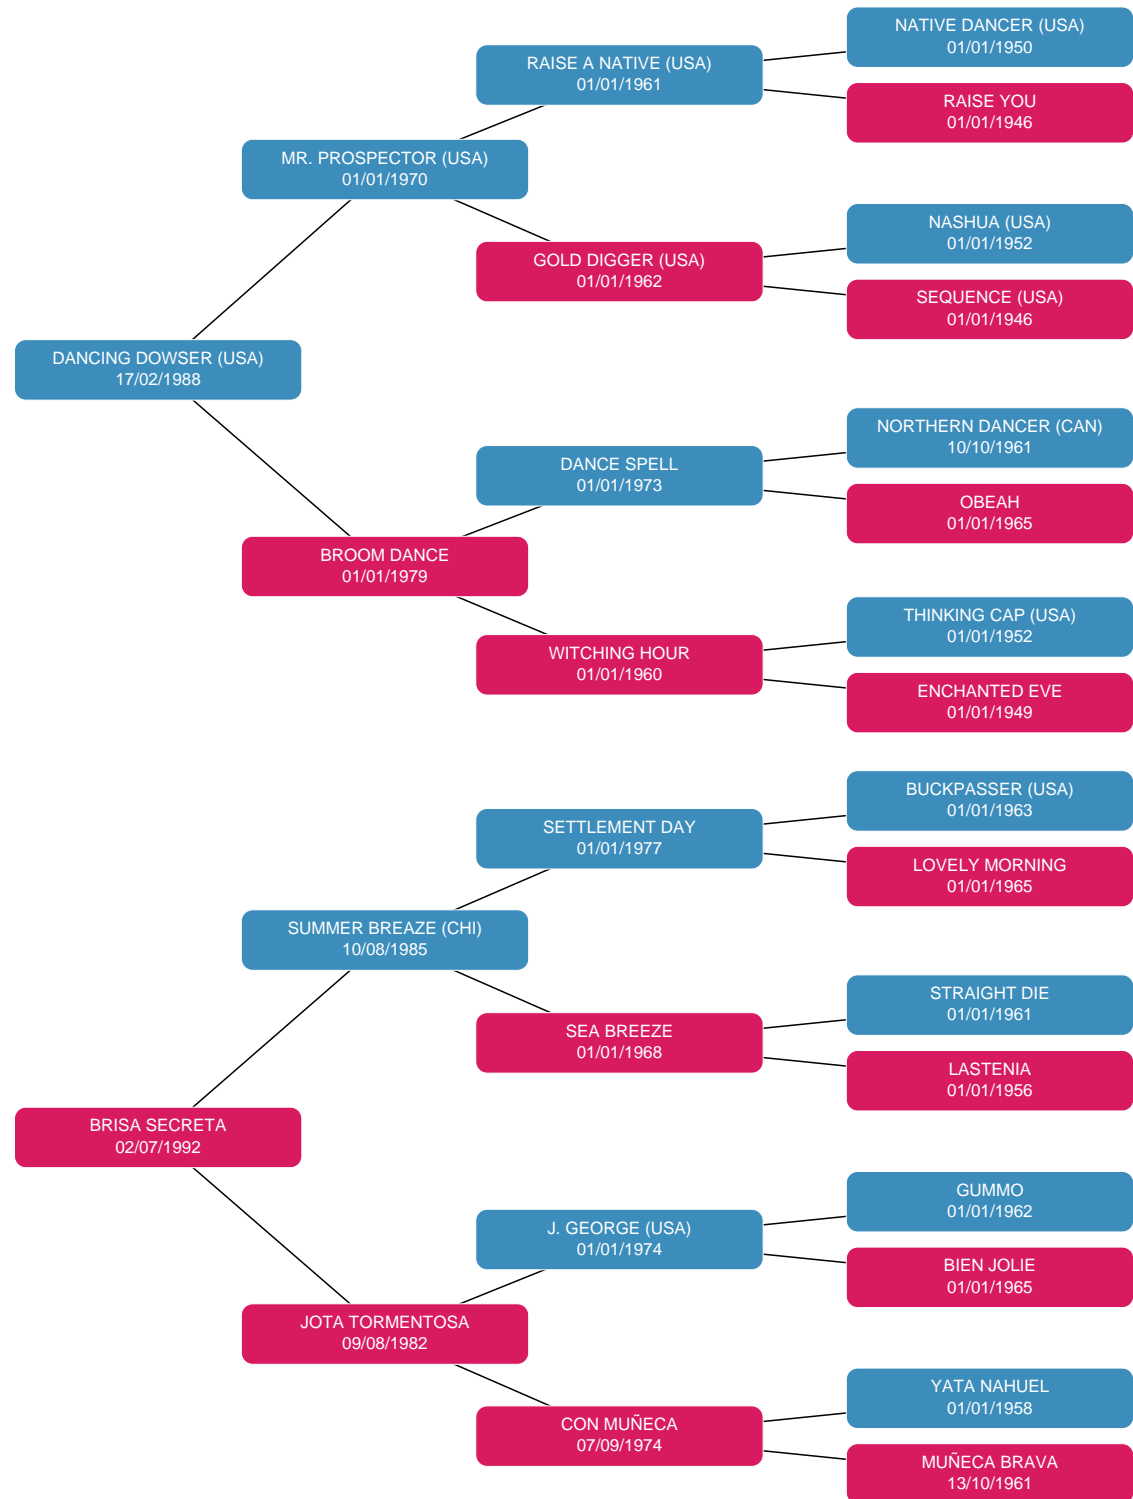 NATIVE DANCER (USA)
01/01/1950
RAISE A NATIVE (USA)
01/01/1961
RAISE YOU
01/01/1946
MR. PROSPECTOR (USA)
01/01/1970
NASHUA (USA)
01/01/1952
GOLD DIGGER (USA)
01/01/1962
SEQUENCE (USA)
01/01/1946
DANCING DOWSER (USA)
17/02/1988
NORTHERN DANCER (CAN)
10/10/1961
DANCE SPELL
01/01/1973
OBEAH
01/01/1965
BROOM DANCE
01/01/1979
THINKING CAP (USA)
01/01/1952
WITCHING HOUR
01/01/1960
ENCHANTED EVE
01/01/1949
BUCKPASSER (USA)
01/01/1963
SETTLEMENT DAY
01/01/1977
LOVELY MORNING
01/01/1965
SUMMER BREAZE (CHI)
10/08/1985
STRAIGHT DIE
01/01/1961
SEA BREEZE
01/01/1968
LASTENIA
01/01/1956
BRISA SECRETA
02/07/1992
GUMMO
01/01/1962
J. GEORGE (USA)
01/01/1974
BIEN JOLIE
01/01/1965
JOTA TORMENTOSA
09/08/1982
YATA NAHUEL
01/01/1958
CON MUÑECA
07/09/1974
MUÑECA BRAVA
13/10/1961